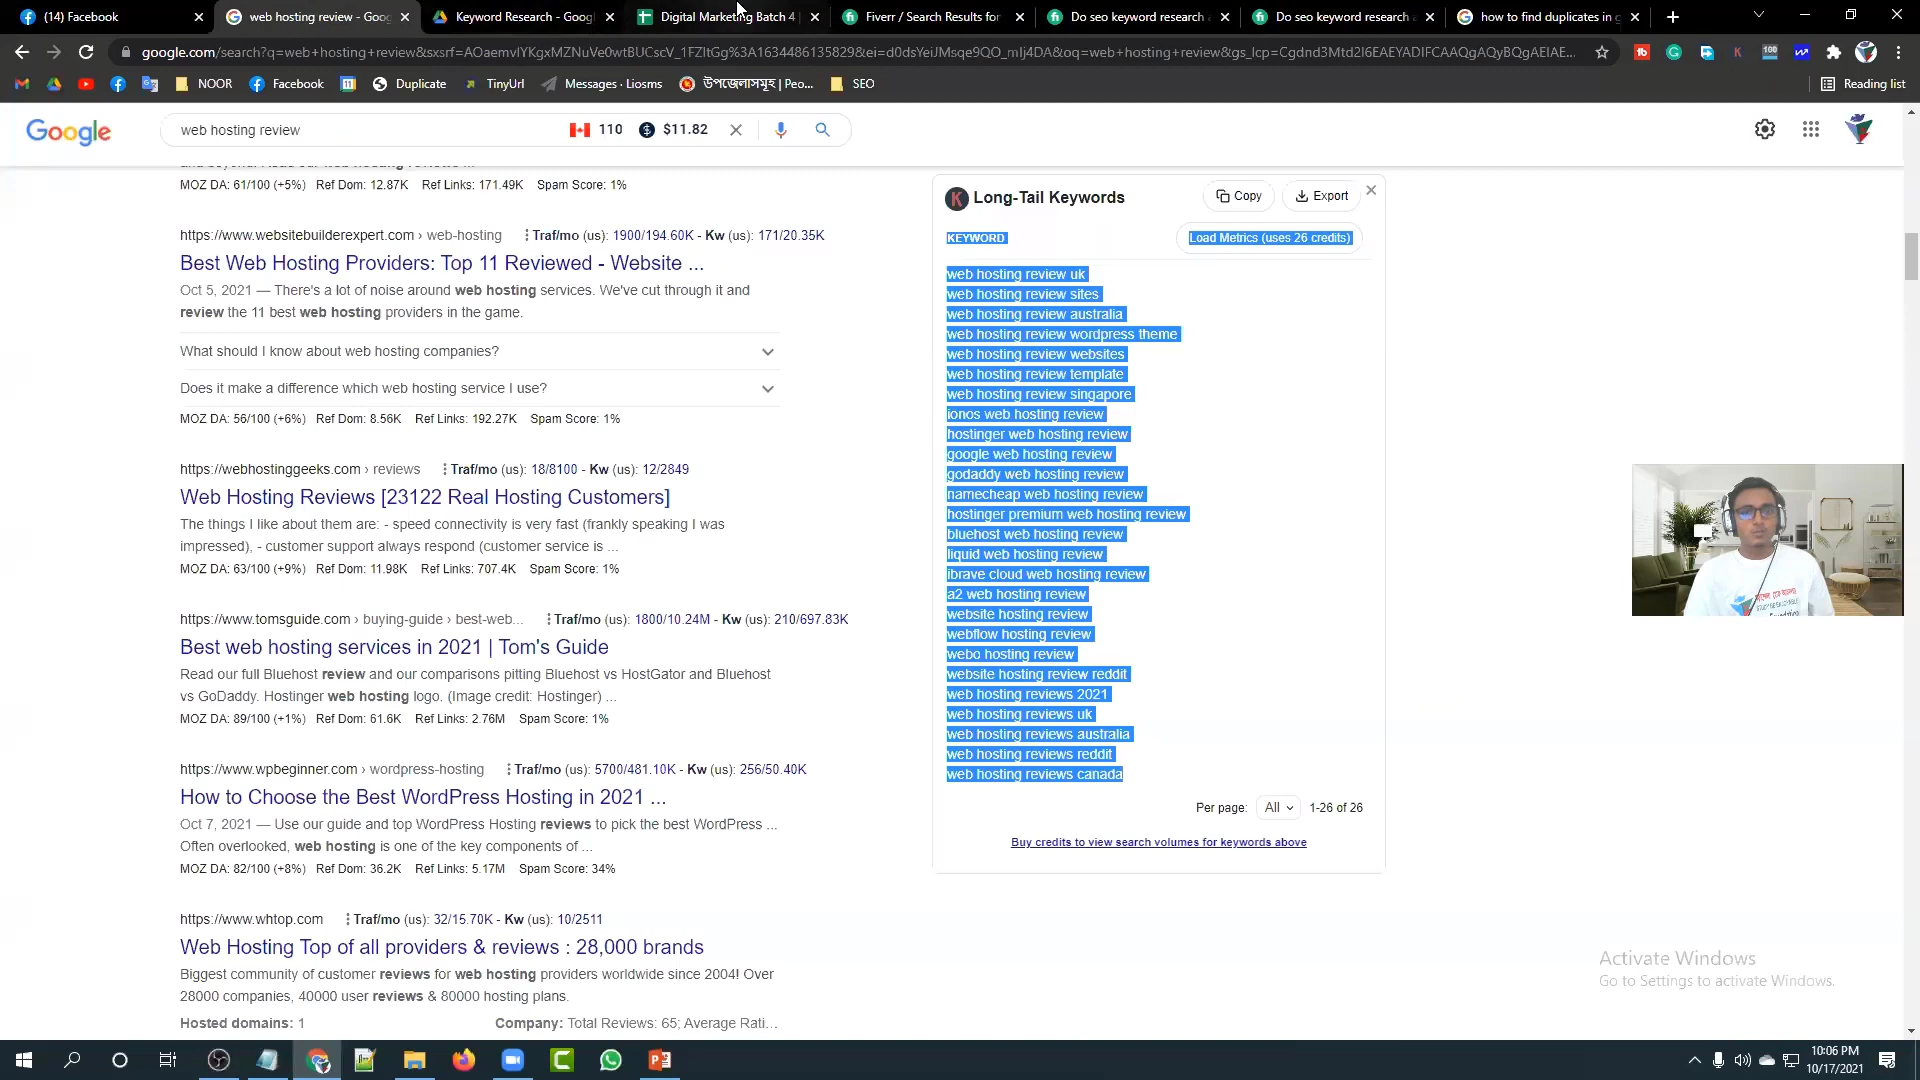 (14) Facebook
web hosting review - Goog
Keyword Research - Googl
Digital Marketing Batch 4 |
Fiverr / Search Results for
Do seo keyword research a
Do seo keyword research a
how to find duplicates in g
google.com/search?q=web+hosting+review&sxsrf=AOaemvIYKgxMZNuVe0wtBUCscV_1FZItGg%3A1634486135829&ei=d0dsYeiJMsqe9QO_mIj4DA&oq=web+hosting+review&gs_lcp=Cgdnd3Mtd2l6EAEYADIFCAAQgAQyBQgAEIAE...
NOOR
Facebook
Duplicate
TinyUrl
Messages · Liosms
উপজেলাসমূহ | Peo...
SEO
Reading list
Google
web hosting review
110
$11.82
MOZ DA: 61/100 (+5%) Ref Dom: 12.87K Ref Links: 171.49K Spam Score: 1%
https://www.websitebuilderexpert.com › web-hosting
Traf/mo (us): 1900/194.60K - Kw (us): 171/20.35K
Best Web Hosting Providers: Top 11 Reviewed - Website ...
Oct 5, 2021 — There's a lot of noise around web hosting services. We've cut through it and
review the 11 best web hosting providers in the game.
What should I know about web hosting companies?
Does it make a difference which web hosting service I use?
MOZ DA: 56/100 (+6%) Ref Dom: 8.56K Ref Links: 192.27K Spam Score: 1%
https://webhostinggeeks.com › reviews
Traf/mo (us): 18/8100 - Kw (us): 12/2849
Web Hosting Reviews [23122 Real Hosting Customers]
The things I like about them are: - speed connectivity is very fast (frankly speaking I was
impressed), - customer support always respond (customer service is ...
MOZ DA: 63/100 (+9%) Ref Dom: 11.98K Ref Links: 707.4K Spam Score: 1%
https://www.tomsguide.com › buying-guide › best-web...
Traf/mo (us): 1800/10.24M - Kw (us): 210/697.83K
Best web hosting services in 2021 | Tom's Guide
Read our full Bluehost review and our comparisons pitting Bluehost vs HostGator and Bluehost
vs GoDaddy. Hostinger web hosting logo. (Image credit: Hostinger) ...
MOZ DA: 89/100 (+1%) Ref Dom: 61.6K Ref Links: 2.76M Spam Score: 1%
https://www.wpbeginner.com › wordpress-hosting
Traf/mo (us): 5700/481.10K - Kw (us): 256/50.40K
How to Choose the Best WordPress Hosting in 2021 ...
Oct 7, 2021 — Use our guide and top WordPress Hosting reviews to pick the best WordPress ...
Often overlooked, web hosting is one of the key components of ...
MOZ DA: 82/100 (+8%) Ref Dom: 36.2K Ref Links: 5.17M Spam Score: 34%
https://www.whtop.com
Traf/mo (us): 32/15.70K - Kw (us): 10/2511
Web Hosting Top of all providers & reviews : 28,000 brands
Biggest community of customer reviews for web hosting providers worldwide since 2004! Over
28000 companies, 40000 user reviews & 80000 hosting plans.
Hosted domains: 1
Company: Total Reviews: 65; Average Rati...
K Long-Tail Keywords
Copy
Export
KEYWORD
Load Metrics (uses 26 credits)
web hosting review uk
web hosting review sites
web hosting review australia
web hosting review wordpress theme
web hosting review websites
web hosting review template
web hosting review singapore
ionos web hosting review
hostinger web hosting review
google web hosting review
godaddy web hosting review
namecheap web hosting review
hostinger premium web hosting review
bluehost web hosting review
liquid web hosting review
ibrave cloud web hosting review
a2 web hosting review
website hosting review
webflow hosting review
webo hosting review
website hosting review reddit
web hosting reviews 2021
web hosting reviews uk
web hosting reviews australia
web hosting reviews reddit
web hosting reviews canada
Per page: All 1-26 of 26
Buy credits to view search volumes for keywords above
Activate Windows
Go to Settings to activate Windows.
10:06 PM
10/17/2021